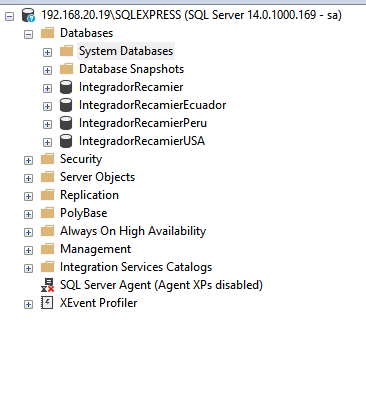 192.168.20.19\SQLEXPRESS (SQL Server 14.0.1000.169 - sa)
Databases
System Databases
Database Snapshots
IntegradorRecamier
IntegradorRecamierEcuador
IntegradorRecamierPeru
IntegradorRecamierUSA
Security
Server Objects
Replication
PolyBase
Always On High Availability
Management
Integration Services Catalogs
SQL Server Agent (Agent XPs disabled)
XEvent Profiler